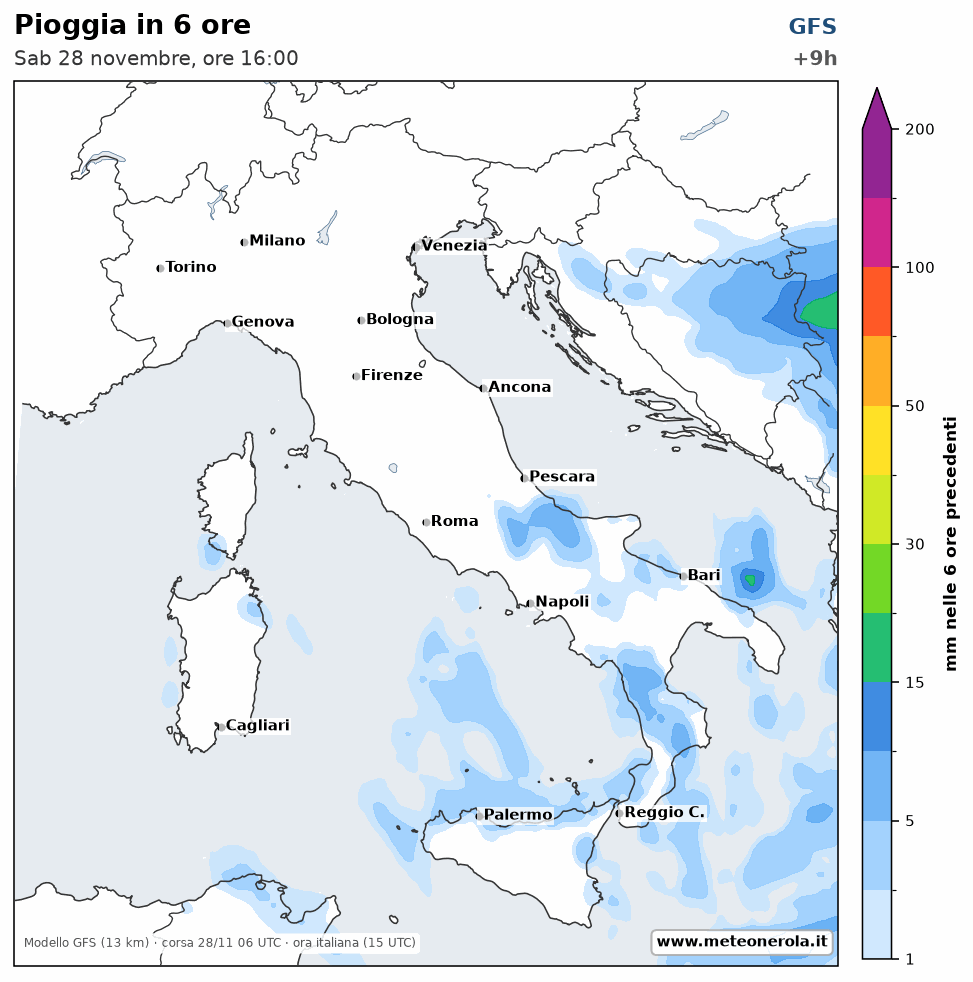 Pioggia in 6 ore
GFS
Sab 28 novembre, ore 16:00
+9h
Milano
Venezia
Torino
Genova
Bologna
Firenze
Ancona
Pescara
Roma
Bari
Napoli
Cagliari
Palermo
Reggio C.
200
100
50
30
15
5
1
mm nelle 6 ore precedenti
Modello GFS (13 km) · corsa 28/11 06 UTC · ora italiana (15 UTC)
www.meteonerola.it